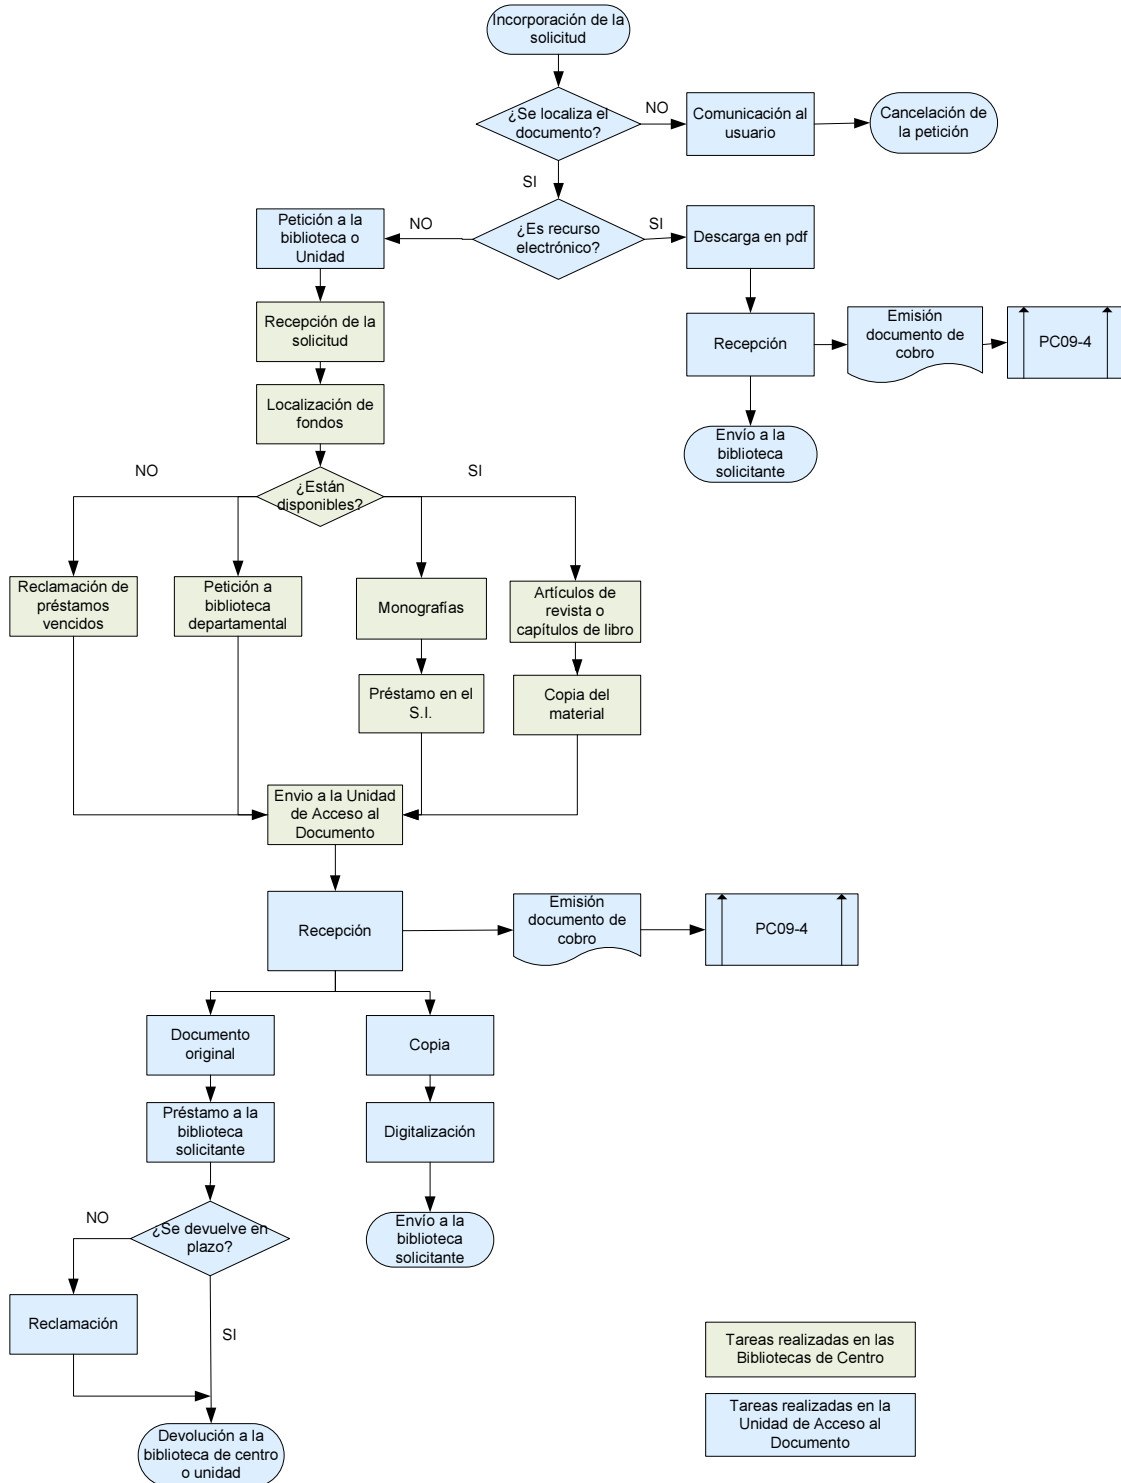 Incorporación de la
solicitud
¿Se localiza el
documento?
NO
Comunicación al
usuario
Cancelación de
la petición
SI
Petición a la
biblioteca o
Unidad
NO
¿Es recurso
electrónico?
SI
Descarga en pdf
Recepción de la
solicitud
Recepción
Emisión
documento de
cobro
PC09-4
Localización de
fondos
Envío a la
biblioteca
solicitante
NO
¿Están
disponibles?
SI
Reclamación de
préstamos
vencidos
Petición a
biblioteca
departamental
Monografías
Artículos de
revista o
capítulos de libro
Préstamo en el
S.I.
Copia del
material
Envio a la Unidad
de Acceso al
Documento
Recepción
Emisión
documento de
cobro
PC09-4
Documento
original
Copia
Préstamo a la
biblioteca
solicitante
Digitalización
NO
¿Se devuelve en
plazo?
Envío a la
biblioteca
solicitante
Reclamación
SI
Tareas realizadas en las
Bibliotecas de Centro
Tareas realizadas en la
Unidad de Acceso al
Documento
Devolución a la
biblioteca de centro
o unidad